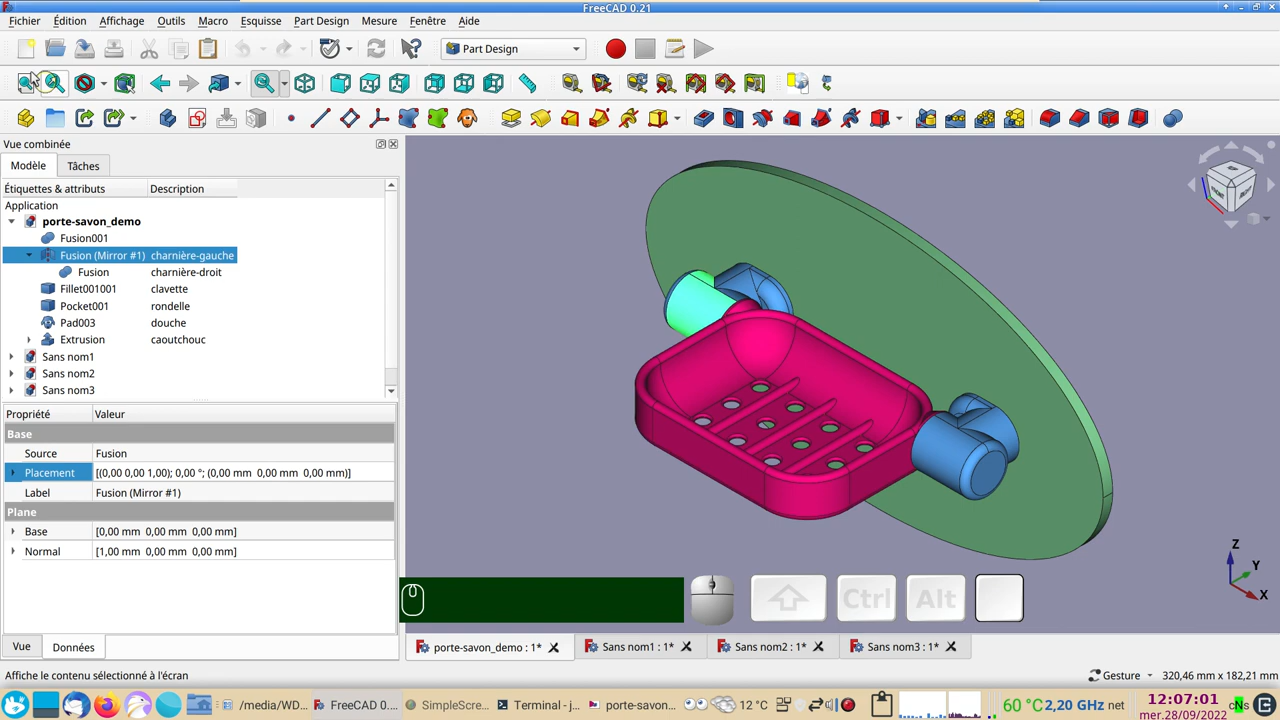 FreeCAD 0.21
Fichier Édition Affichage Outils Macro Esquisse Part Design Mesure Fenêtre Aide
Part Design
Vue combinée
Modèle Tâches
Étiquettes & attributs Description
Application
porte-savon_demo
Fusion001
Fusion (Mirror #1) charnière-gauche
Fusion charnière-droit
Fillet001001 clavette
Pocket001 rondelle
Pad003 douche
Extrusion caoutchouc
Sans nom1
Sans nom2
Sans nom3
Propriété Valeur
Base
Source Fusion
Placement [(0,00 0,00 1,00); 0,00 °; (0,00 mm 0,00 mm 0,00 mm)]
Label Fusion (Mirror #1)
Plane
Base [0,00 mm 0,00 mm 0,00 mm]
Normal [1,00 mm 0,00 mm 0,00 mm]
Z
Y
X
Ctrl Alt
Vue Données
porte-savon_demo : 1* Sans nom1 : 1* Sans nom2 : 1* Sans nom3 : 1*
Affiche le contenu sélectionné à l'écran
Gesture 320,46 mm x 182,21 mm
: /media/WD... FreeCAD 0... SimpleScre... Terminal - ... porte-savon... 12 °C 60 °C 2,20 GHz net 12:07:01
mer.28/09/2022